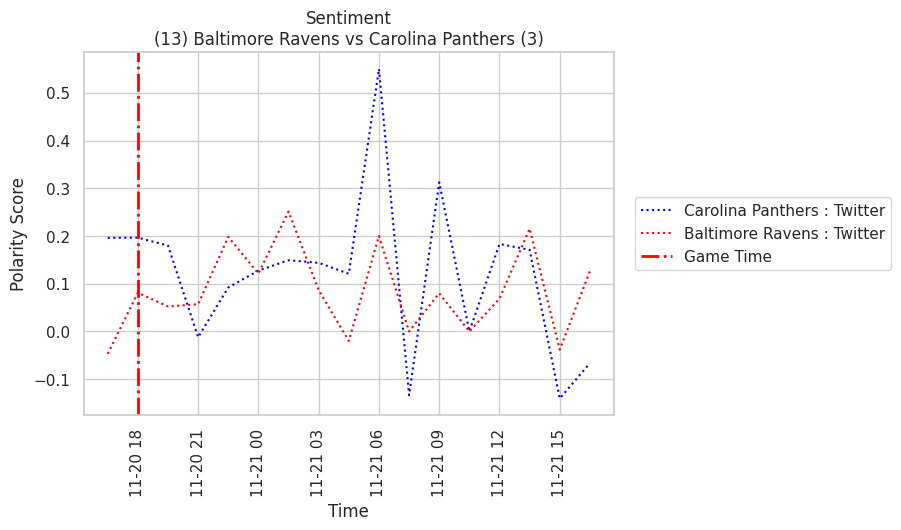 Sentiment
(13) Baltimore Ravens vs Carolina Panthers (3)
Polarity Score
0.5
0.4
0.3
0.2
0.1
0.0
−0.1
11-20 18
11-20 21
11-21 00
11-21 03
11-21 06
11-21 09
11-21 12
11-21 15
Time
Carolina Panthers : Twitter
Baltimore Ravens : Twitter
Game Time